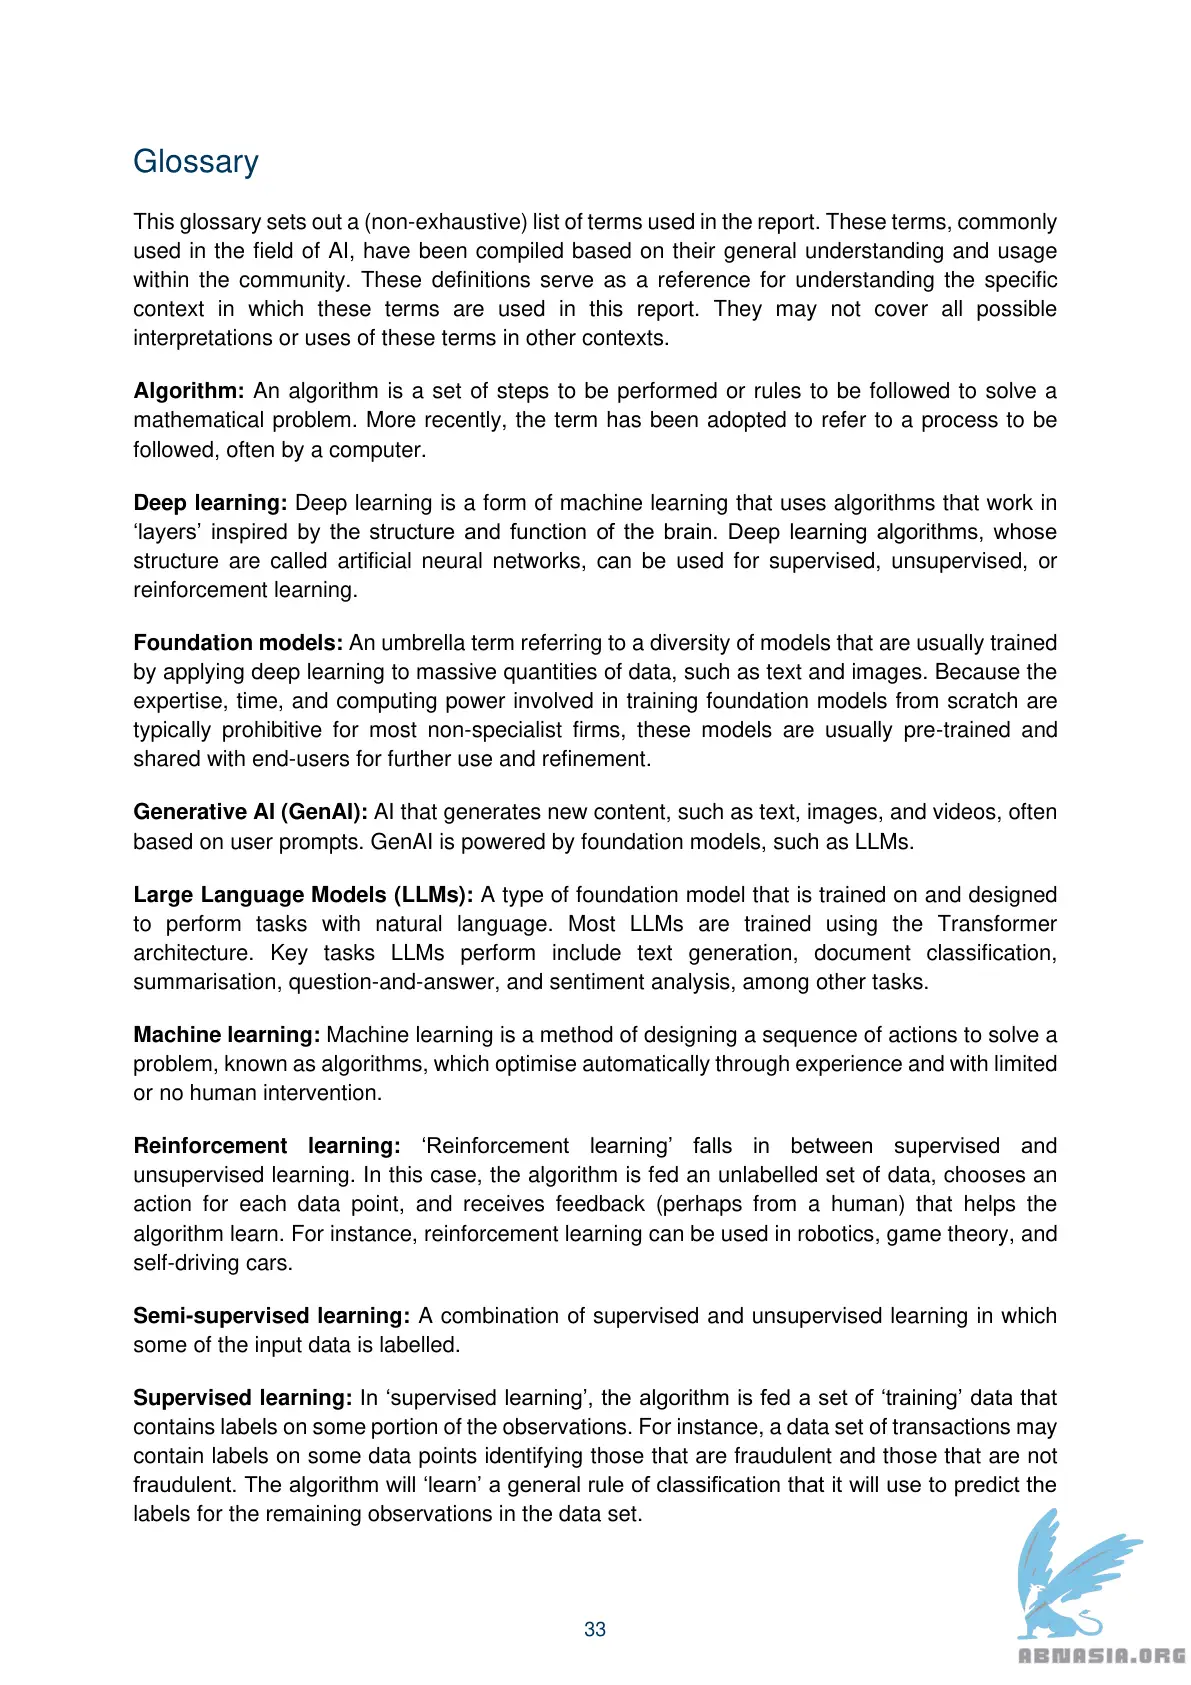 Glossary
This glossary sets out a (non-exhaustive) list of terms used in the report. These terms, commonly
used in the field of AI, have been compiled based on their general understanding and usage
within the community. These definitions serve as a reference for understanding the specific
context in which these terms are used in this report. They may not cover all possible
interpretations or uses of these terms in other contexts.
Algorithm: An algorithm is a set of steps to be performed or rules to be followed to solve a
mathematical problem. More recently, the term has been adopted to refer to a process to be
followed, often by a computer.
Deep learning: Deep learning is a form of machine learning that uses algorithms that work in
‘layers’ inspired by the structure and function of the brain. Deep learning algorithms, whose
structure are called artificial neural networks, can be used for supervised, unsupervised, or
reinforcement learning.
Foundation models: An umbrella term referring to a diversity of models that are usually trained
by applying deep learning to massive quantities of data, such as text and images. Because the
expertise, time, and computing power involved in training foundation models from scratch are
typically prohibitive for most non-specialist firms, these models are usually pre-trained and
shared with end-users for further use and refinement.
Generative AI (GenAI): AI that generates new content, such as text, images, and videos, often
based on user prompts. GenAI is powered by foundation models, such as LLMs.
Large Language Models (LLMs): A type of foundation model that is trained on and designed
to perform tasks with natural language. Most LLMs are trained using the Transformer
architecture. Key tasks LLMs perform include text generation, document classification,
summarisation, question-and-answer, and sentiment analysis, among other tasks.
Machine learning: Machine learning is a method of designing a sequence of actions to solve a
problem, known as algorithms, which optimise automatically through experience and with limited
or no human intervention.
Reinforcement learning: ‘Reinforcement learning’ falls in between supervised and
unsupervised learning. In this case, the algorithm is fed an unlabelled set of data, chooses an
action for each data point, and receives feedback (perhaps from a human) that helps the
algorithm learn. For instance, reinforcement learning can be used in robotics, game theory, and
self-driving cars.
Semi-supervised learning: A combination of supervised and unsupervised learning in which
some of the input data is labelled.
Supervised learning: In ‘supervised learning’, the algorithm is fed a set of ‘training’ data that
contains labels on some portion of the observations. For instance, a data set of transactions may
contain labels on some data points identifying those that are fraudulent and those that are not
fraudulent. The algorithm will ‘learn’ a general rule of classification that it will use to predict the
labels for the remaining observations in the data set.
33
ABNASIA.ORG